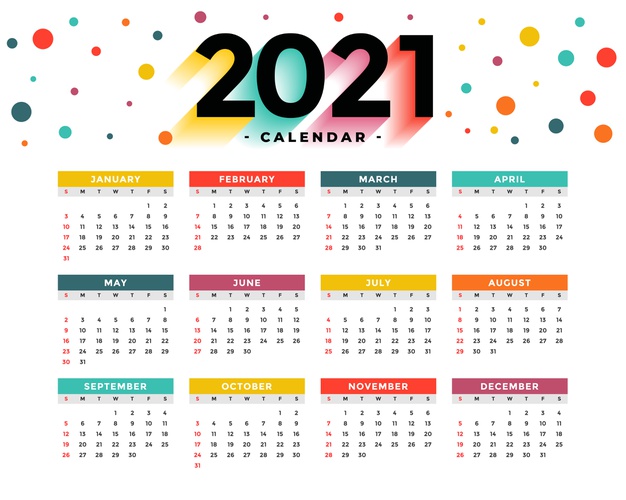 2021
- CALENDAR -
JANUARY
S M T W T F S
1 2
3 4 5 6 7 8 9
10 11 12 13 14 15 16
17 18 19 20 21 22 23
24 25 26 27 28 29 30
31
FEBRUARY
S M T W T F S
1 2 3 4 5 6
7 8 9 10 11 12 13
14 15 16 17 18 19 20
21 22 23 24 25 26 27
28
MARCH
S M T W T F S
1 2 3 4 5 6
7 8 9 10 11 12 13
14 15 16 17 18 19 20
21 22 23 24 25 26 27
28 29 30 31
APRIL
S M T W T F S
1 2 3
4 5 6 7 8 9 10
11 12 13 14 15 16 17
18 19 20 21 22 23 24
25 26 27 28 29 30
MAY
S M T W T F S
1
2 3 4 5 6 7 8
9 10 11 12 13 14 15
16 17 18 19 20 21 22
23 24 25 26 27 28 29
30 31
JUNE
S M T W T F S
1 2 3 4 5
6 7 8 9 10 11 12
13 14 15 16 17 18 19
20 21 22 23 24 25 26
27 28 29 30
JULY
S M T W T F S
1 2 3
4 5 6 7 8 9 10
11 12 13 14 15 16 17
18 19 20 21 22 23 24
25 26 27 28 29 30 31
AUGUST
S M T W T F S
1 2 3 4 5 6 7
8 9 10 11 12 13 14
15 16 17 18 19 20 21
22 23 24 25 26 27 28
29 30 31
SEPTEMBER
S M T W T F S
1 2 3 4
5 6 7 8 9 10 11
12 13 14 15 16 17 18
19 20 21 22 23 24 25
26 27 28 29 30
OCTOBER
S M T W T F S
1 2
3 4 5 6 7 8 9
10 11 12 13 14 15 16
17 18 19 20 21 22 23
24 25 26 27 28 29 30
31
NOVEMBER
S M T W T F S
1 2 3 4 5 6
7 8 9 10 11 12 13
14 15 16 17 18 19 20
21 22 23 24 25 26 27
28 29 30
DECEMBER
S M T W T F S
1 2 3 4
5 6 7 8 9 10 11
12 13 14 15 16 17 18
19 20 21 22 23 24 25
26 27 28 29 30 31